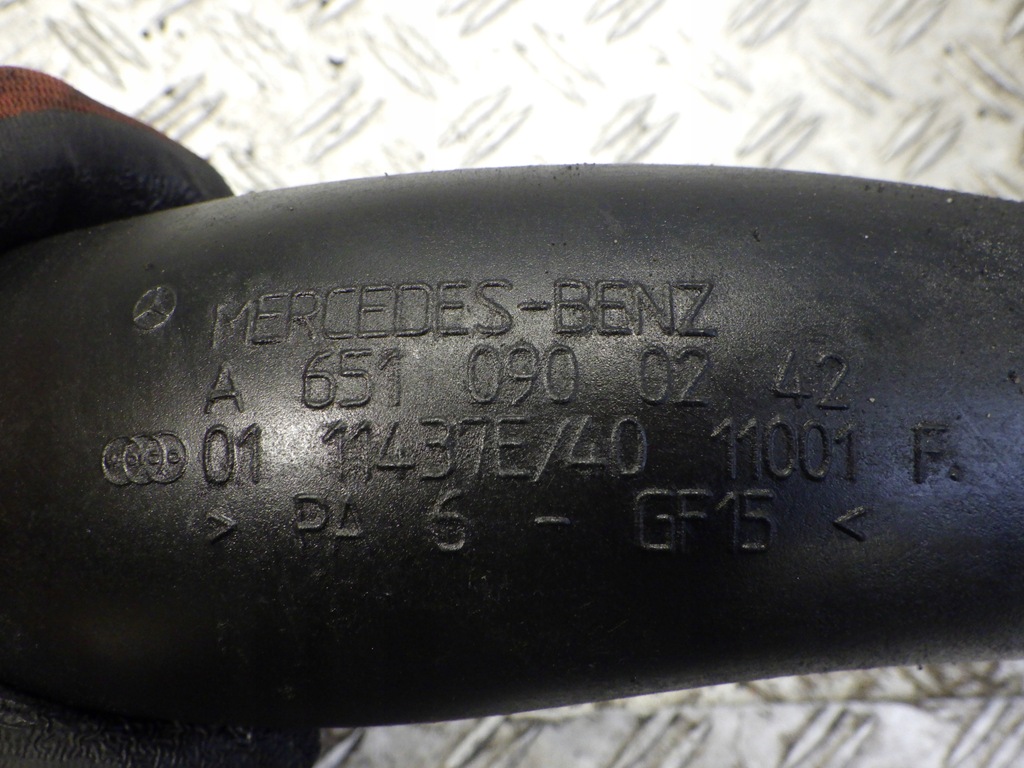 MERCEDES-BENZ
A 651 090 02 42
01 11437E/40 11001 F.
> PA 6 - GF15 <